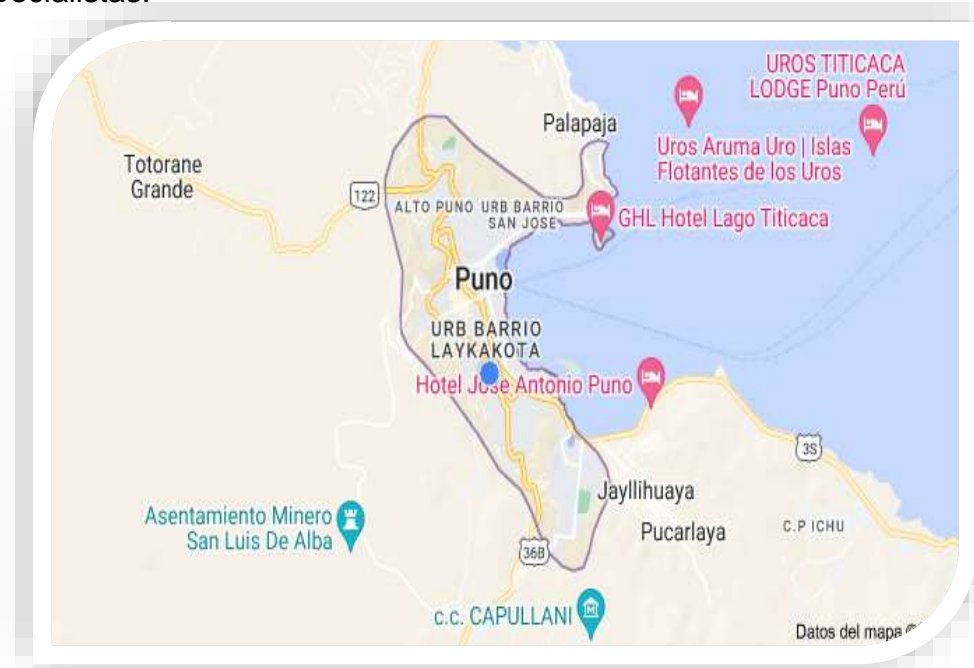 UROS TITICACA
LODGE Puno Perú
Palapaja
Uros Aruma Uro | Islas
Flotantes de los Uros
Totorane
Grande
122
ALTO PUNO
URB BARRIO
SAN JOSE
GHL Hotel Lago Titicaca
Puno
URB BARRIO
LAYKAKOTA
Hotel Jose Antonio Puno
3S
Jayllihuaya
Asentamiento Minero
San Luis De Alba
Pucarlaya
C.P ICHU
36B
c.c. CAPULLANI
Datos del mapa